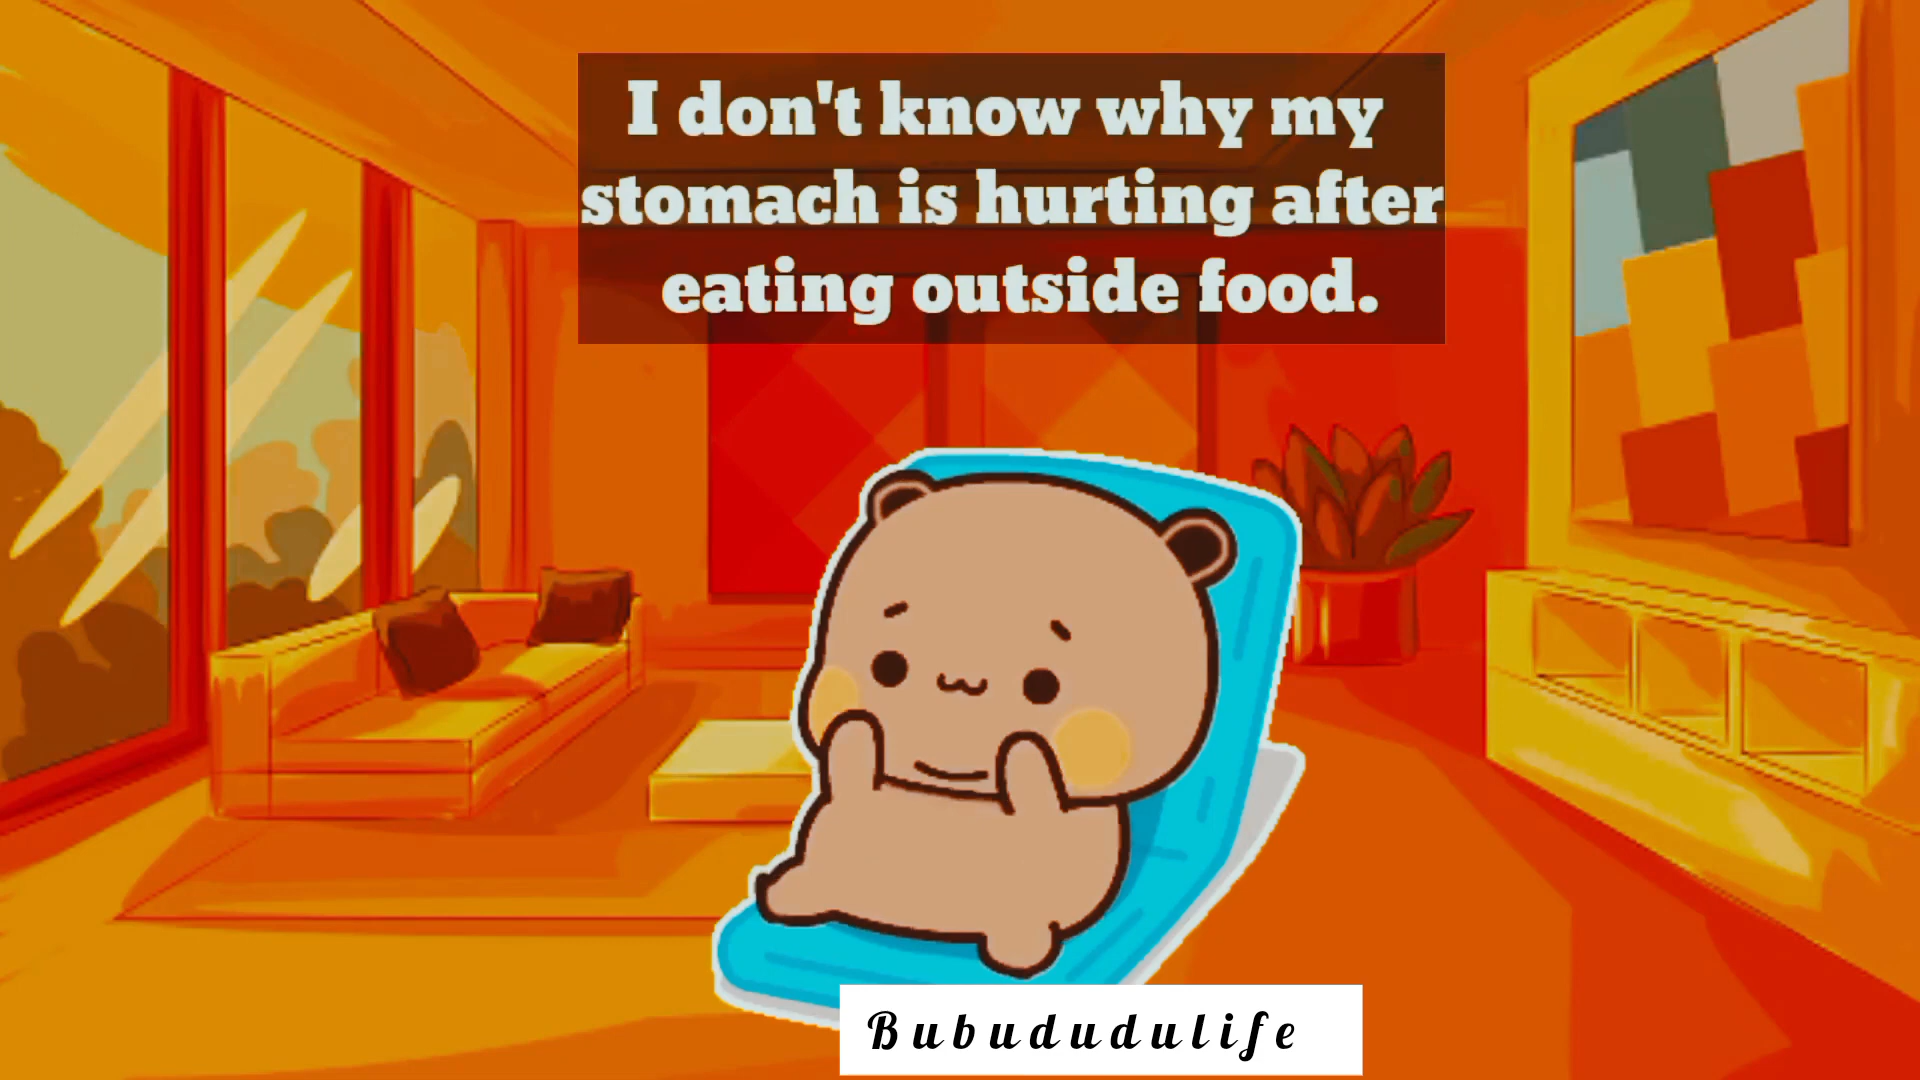 I don't know why my
stomach is hurting after
eating outside food.
Bubududulife